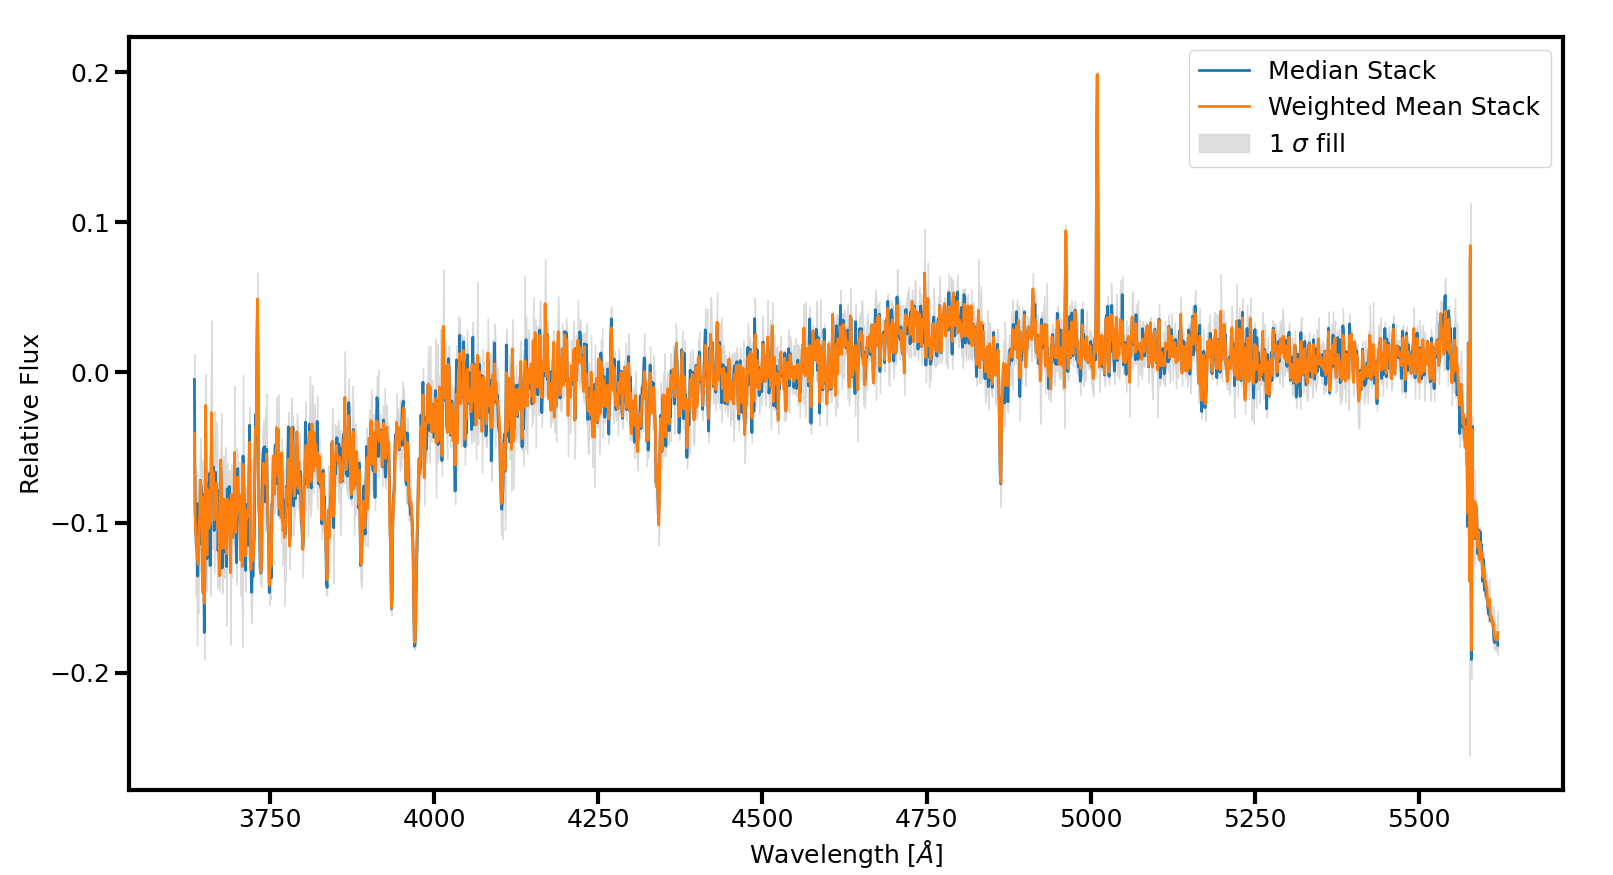 Median Stack
Weighted Mean Stack
1 σ fill
0.2
0.1
0.0
−0.1
−0.2
Relative Flux
3750 4000 4250 4500 4750 5000 5250 5500
Wavelength [Å]